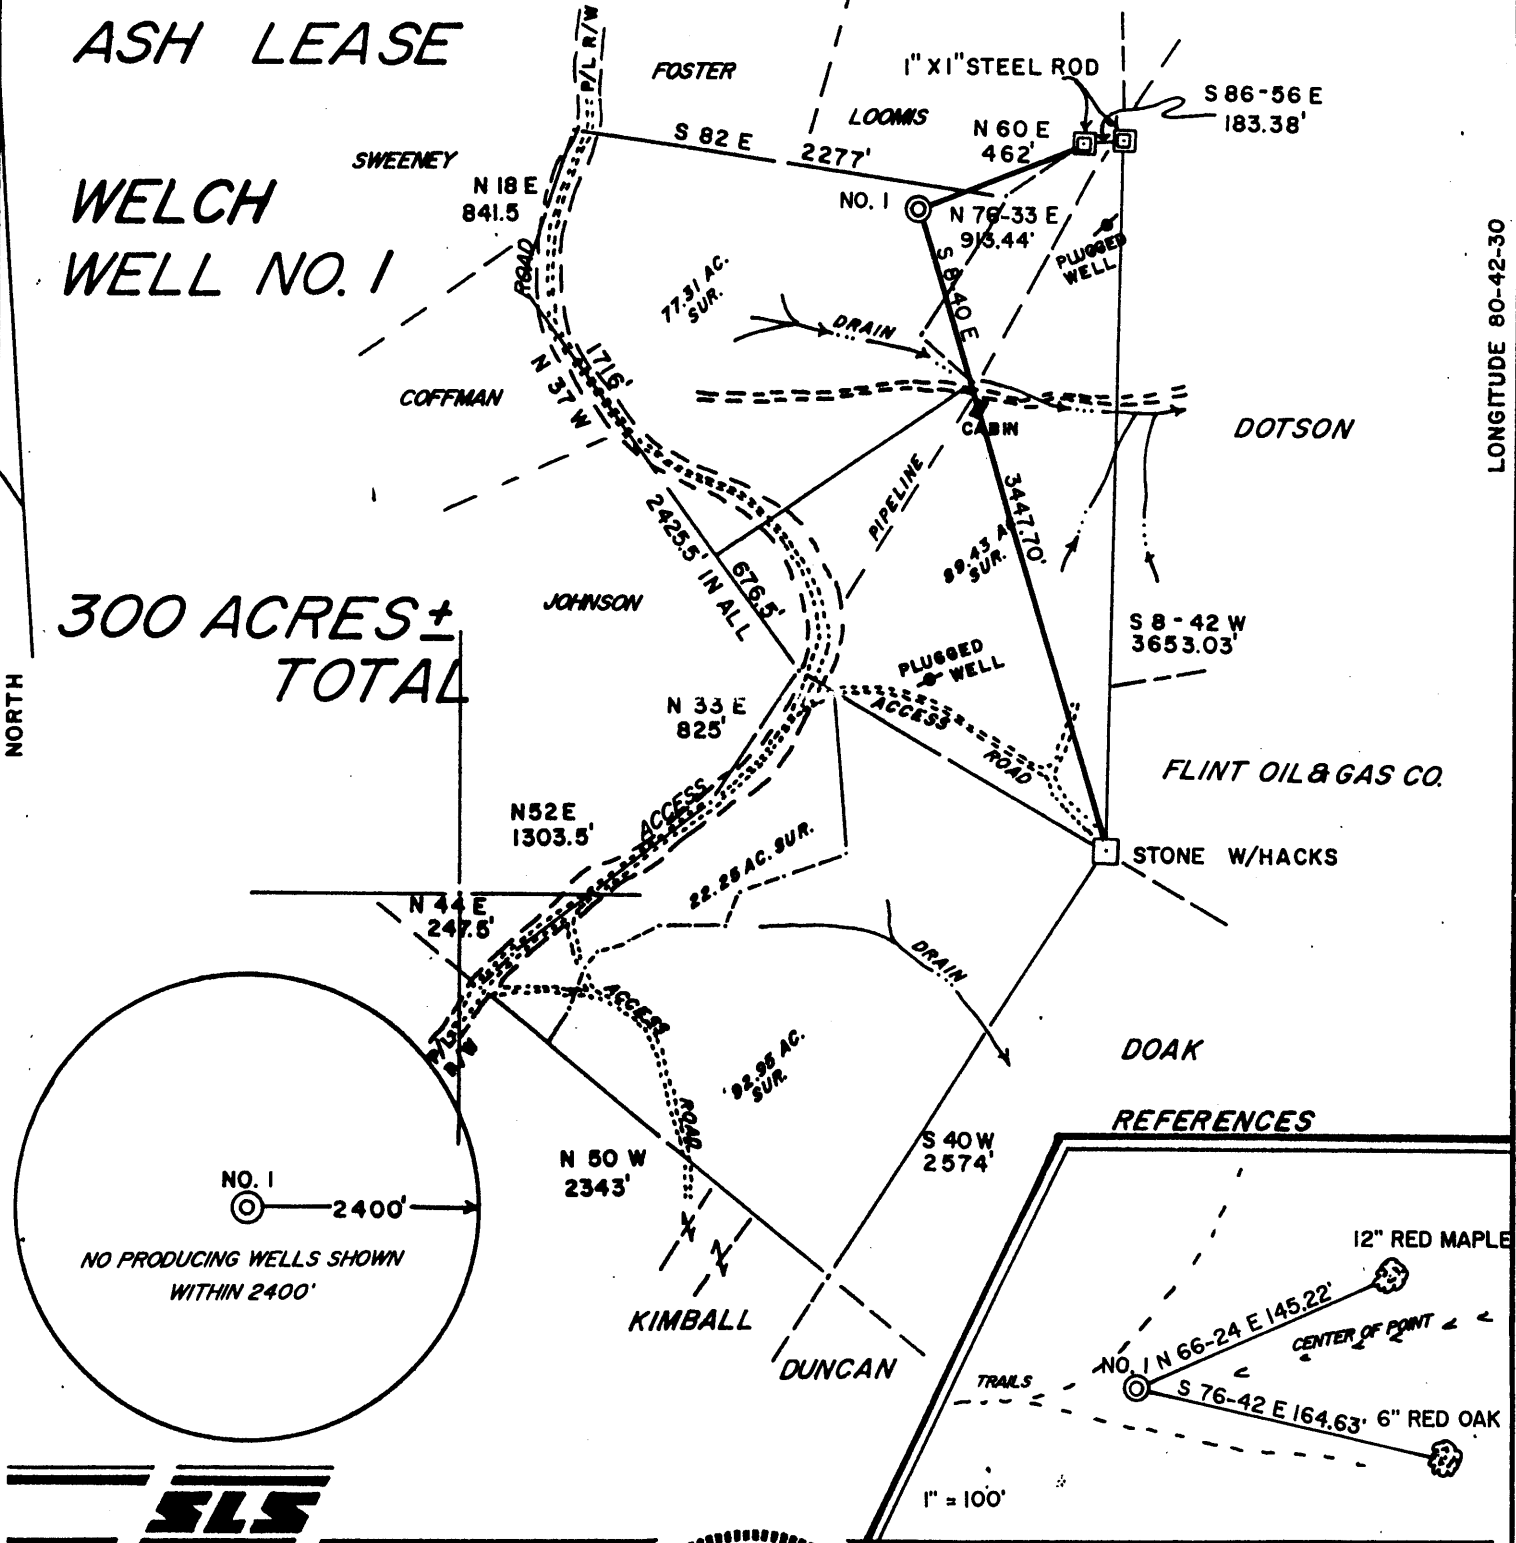 ASH LEASE
P/L R/W
FOSTER
1" X 1" STEEL ROD
S 86-56 E
183.38'
LOOMIS
N 60 E
462'
S 82 E
2277'
SWEENEY
N 18 E
841.5
WELCH
WELL NO. 1
NO. 1
N 76-33 E
913.44'
PLUGGED
WELL
ROAD
77.31 AC.
SUR.
S 8-40 E
LONGITUDE 80-42-30
DRAIN
1716'
N 37 W
COFFMAN
CABIN
DOTSON
PIPELINE
3447.70'
2425.5' IN ALL
676.5'
99.43 AC
SUR.
300 ACRES±
TOTAL
JOHNSON
S 8-42 W
3653.03'
PLUGGED
WELL
NORTH
N 33 E
825'
ACCESS
ROAD
FLINT OIL & GAS CO.
N 52 E
1303.5'
ACCESS
22.25 AC. SUR.
STONE W/HACKS
N 44 E
247.5'
DRAIN
ACCESS
ROAD
P/L
R/W
92.95 AC.
SUR.
DOAK
REFERENCES
S 40 W
2574'
N 50 W
2343'
NO. 1
2400'
NO PRODUCING WELLS SHOWN
WITHIN 2400'
KIMBALL
DUNCAN
12" RED MAPLE
N 66-24 E 145.22'
CENTER OF POINT
NO. 1
TRAILS
S 76-42 E 164.63'
6" RED OAK
1" = 100'
SLS